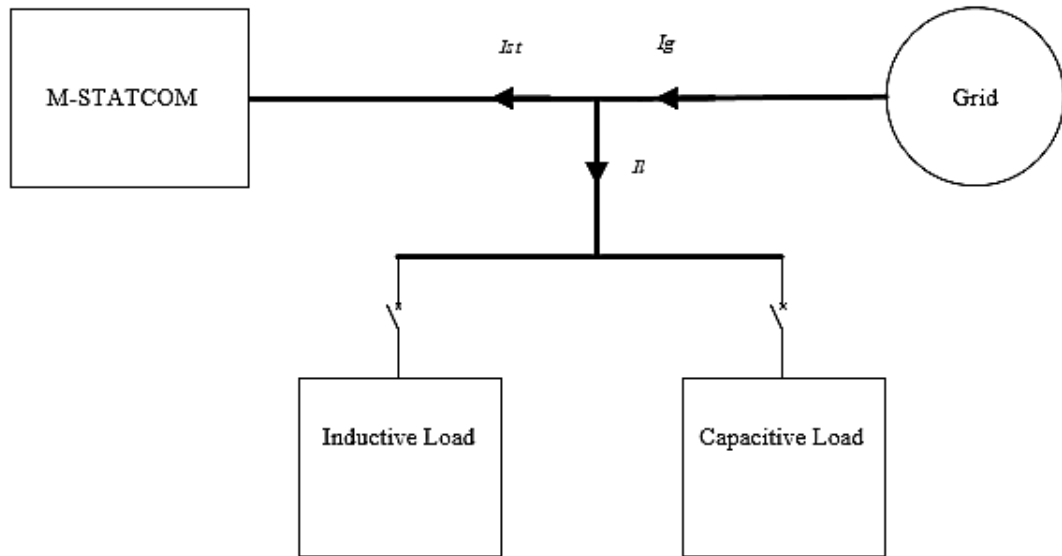 Ist
Ig
M-STATCOM
Grid
Il
Inductive Load
Capacitive Load